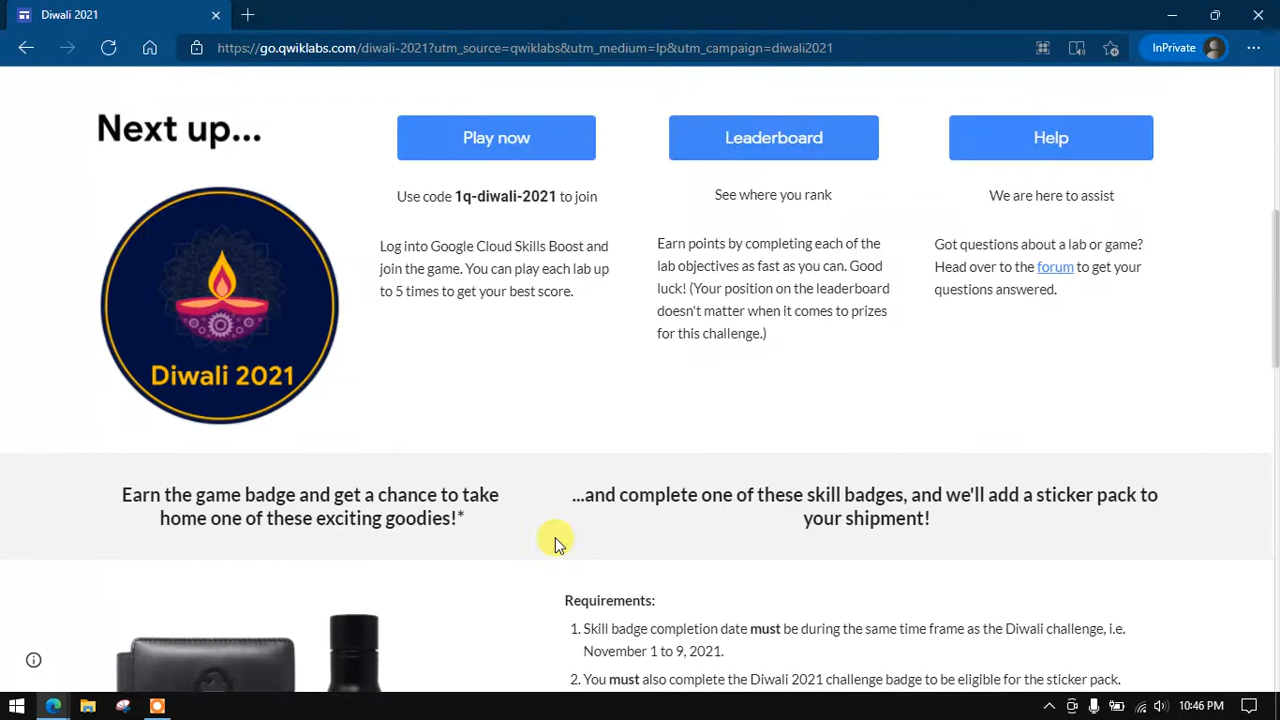 Diwali 2021
https://go.qwiklabs.com/diwali-2021?utm_source=qwiklabs&utm_medium=lp&utm_campaign=diwali2021
InPrivate
Next up...
Play now
Leaderboard
Help
Use code 1q-diwali-2021 to join
See where you rank
We are here to assist
Log into Google Cloud Skills Boost and
join the game. You can play each lab up
to 5 times to get your best score.
Earn points by completing each of the
lab objectives as fast as you can. Good
luck! (Your position on the leaderboard
doesn't matter when it comes to prizes
for this challenge.)
Got questions about a lab or game?
Head over to the forum to get your
questions answered.
Diwali 2021
Earn the game badge and get a chance to take
home one of these exciting goodies!*
...and complete one of these skill badges, and we'll add a sticker pack to
your shipment!
Requirements:
1. Skill badge completion date must be during the same time frame as the Diwali challenge, i.e.
November 1 to 9, 2021.
2. You must also complete the Diwali 2021 challenge badge to be eligible for the sticker pack.
10:46 PM